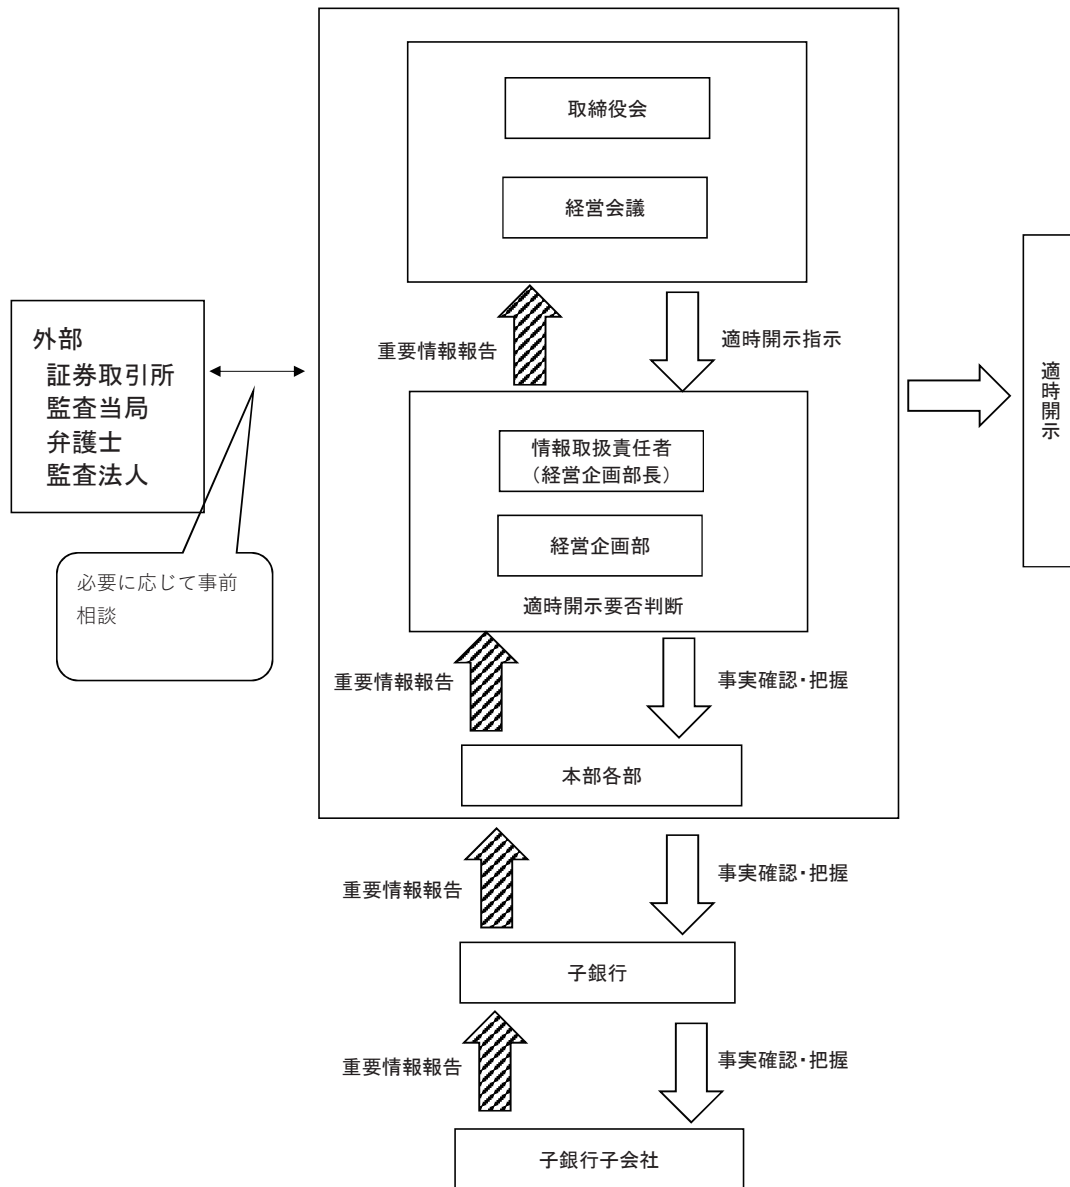 取締役会
経営会議
重要情報報告
適時開示指示
外部
証券取引所
監査当局
弁護士
監査法人
必要に応じて事前
相談
情報取扱責任者
（経営企画部長）
経営企画部
適時開示要否判断
適時開示
重要情報報告
事実確認・把握
本部各部
重要情報報告
事実確認・把握
子銀行
重要情報報告
事実確認・把握
子銀行子会社